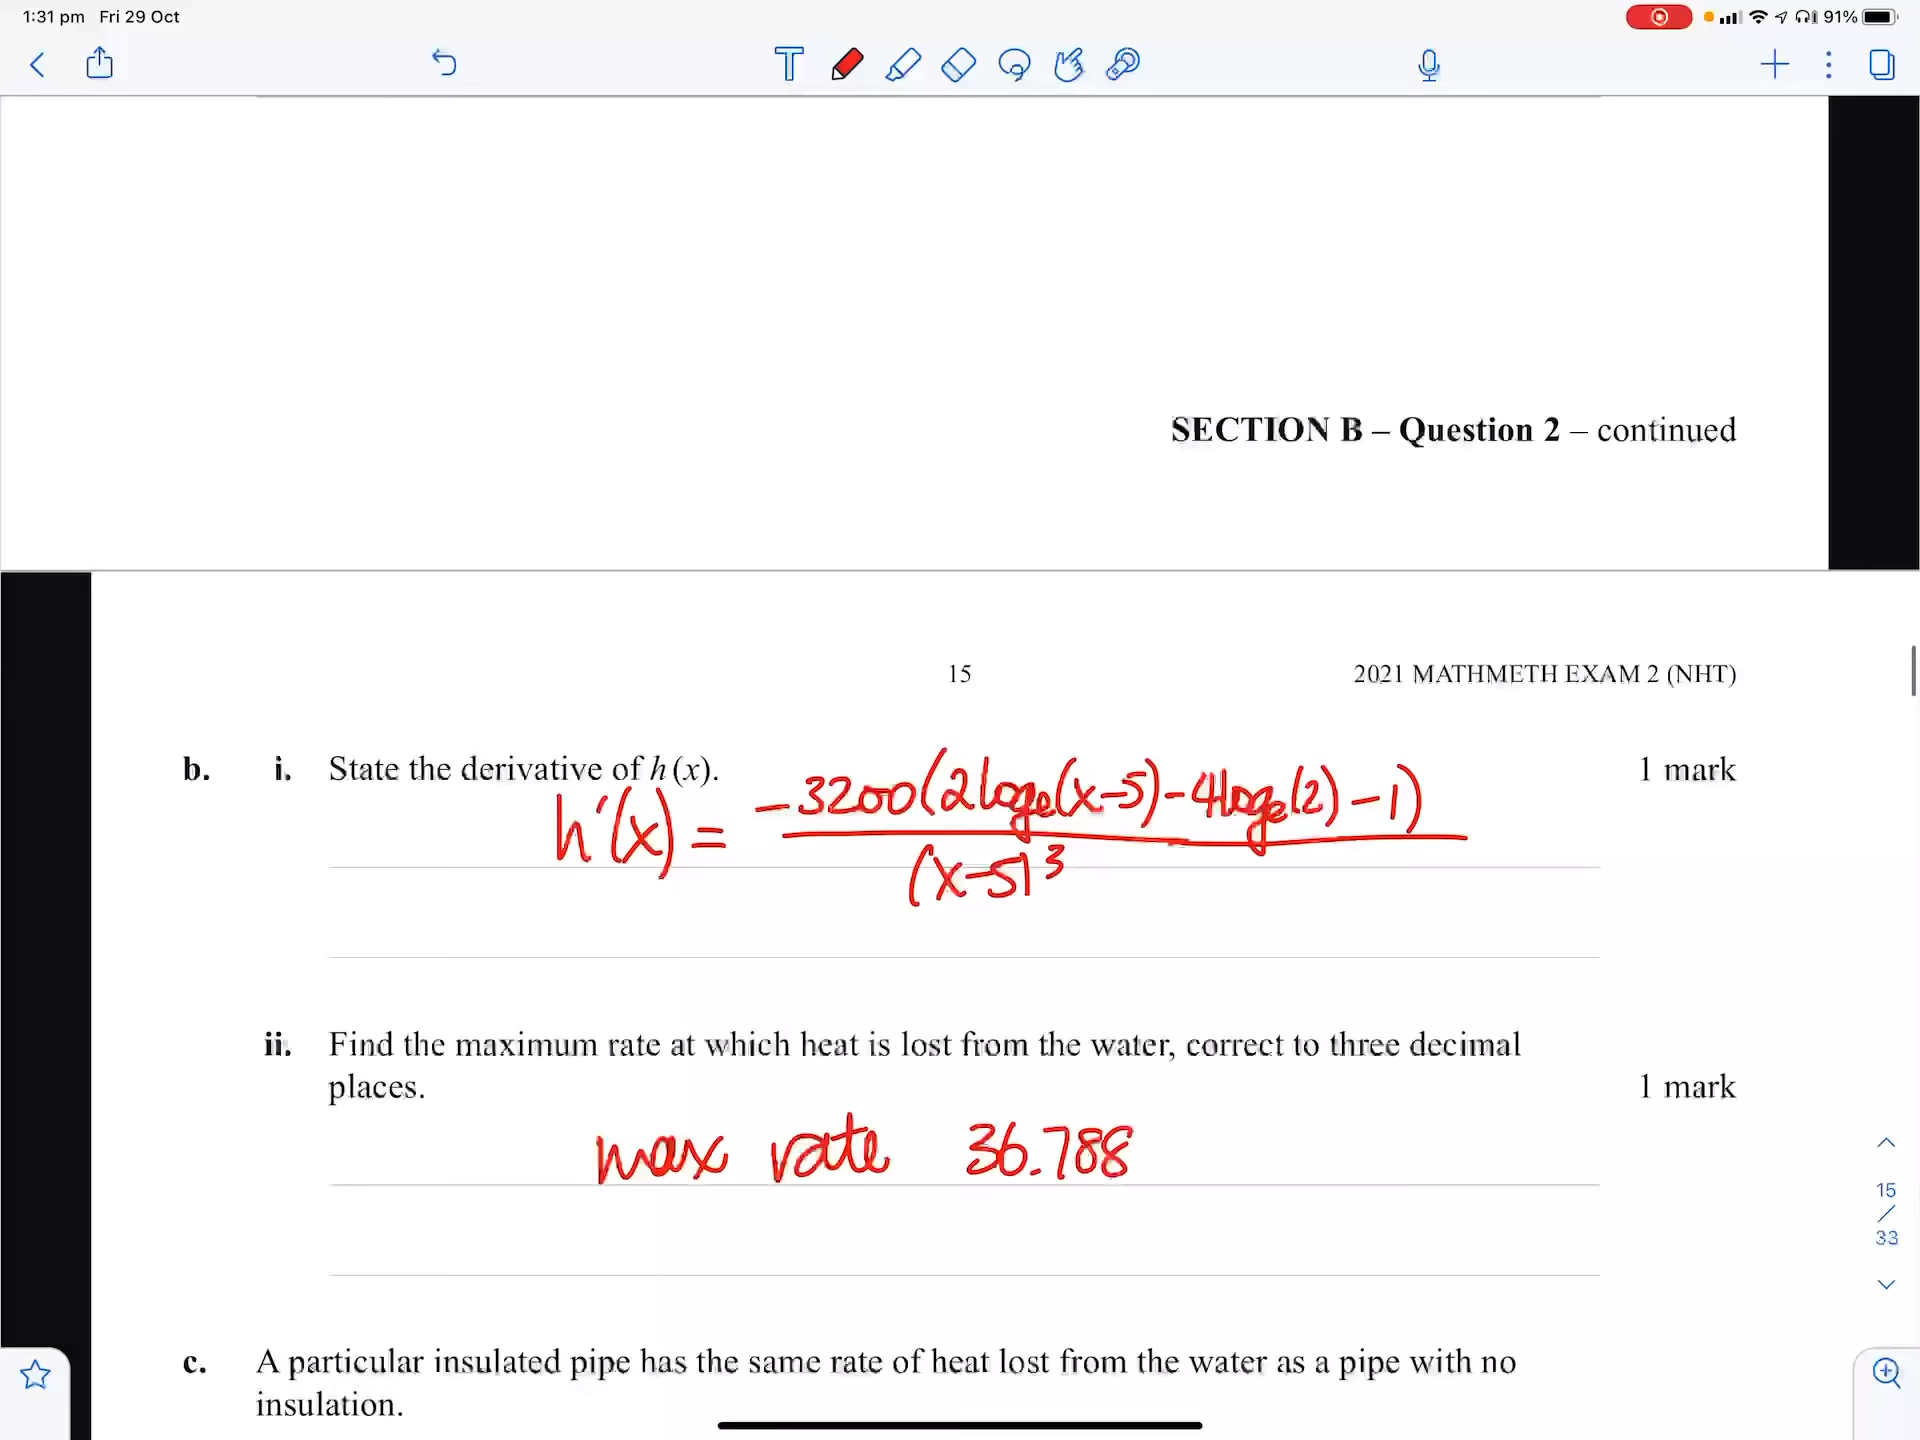 1:31 pm Fri 29 Oct
91%
SECTION B – Question 2 – continued
15
2021 MATHMETH EXAM 2 (NHT)
b. i. State the derivative of h(x). 1 mark
h'(x) = -3200(2loge(x-5)-4loge(2)-1)
(x-5)³
ii. Find the maximum rate at which heat is lost from the water, correct to three decimal
places. 1 mark
max rate 36.788
15
/
33
c. A particular insulated pipe has the same rate of heat lost from the water as a pipe with no
insulation.